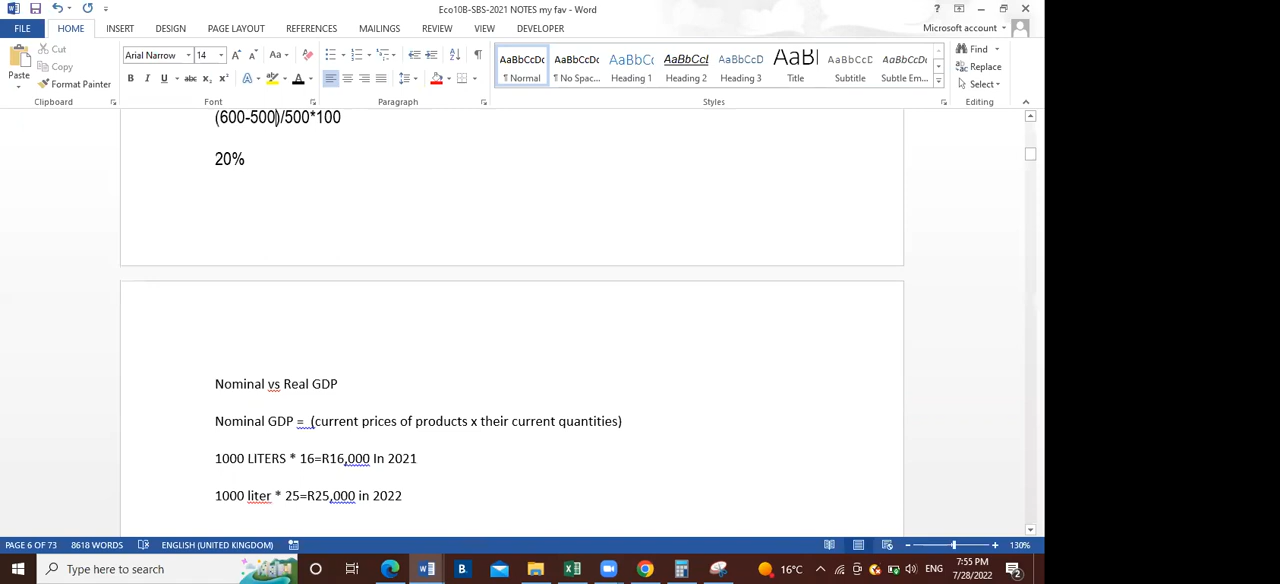 Eco10B-SBS-2021 NOTES my fav - Word
FILE HOME INSERT DESIGN PAGE LAYOUT REFERENCES MAILINGS REVIEW VIEW DEVELOPER Microsoft account
Paste Cut Copy Format Painter
Arial Narrow 14
AaBbCcDc AaBbCcDc AaBbCc AaBbCcI AaBbCcD AaBl AaBbCcD AaBbCcDc
¶ Normal ¶ No Spac... Heading 1 Heading 2 Heading 3 Title Subtitle Subtle Em...
Find Replace Select
Clipboard Font Paragraph Styles Editing
(600-500)/500*100
20%
Nominal vs Real GDP
Nominal GDP = (current prices of products x their current quantities)
1000 LITERS * 16=R16,000 In 2021
1000 liter * 25=R25,000 in 2022
PAGE 6 OF 73 8618 WORDS ENGLISH (UNITED KINGDOM) 130%
Type here to search 16°C ENG 7:55 PM
7/28/2022